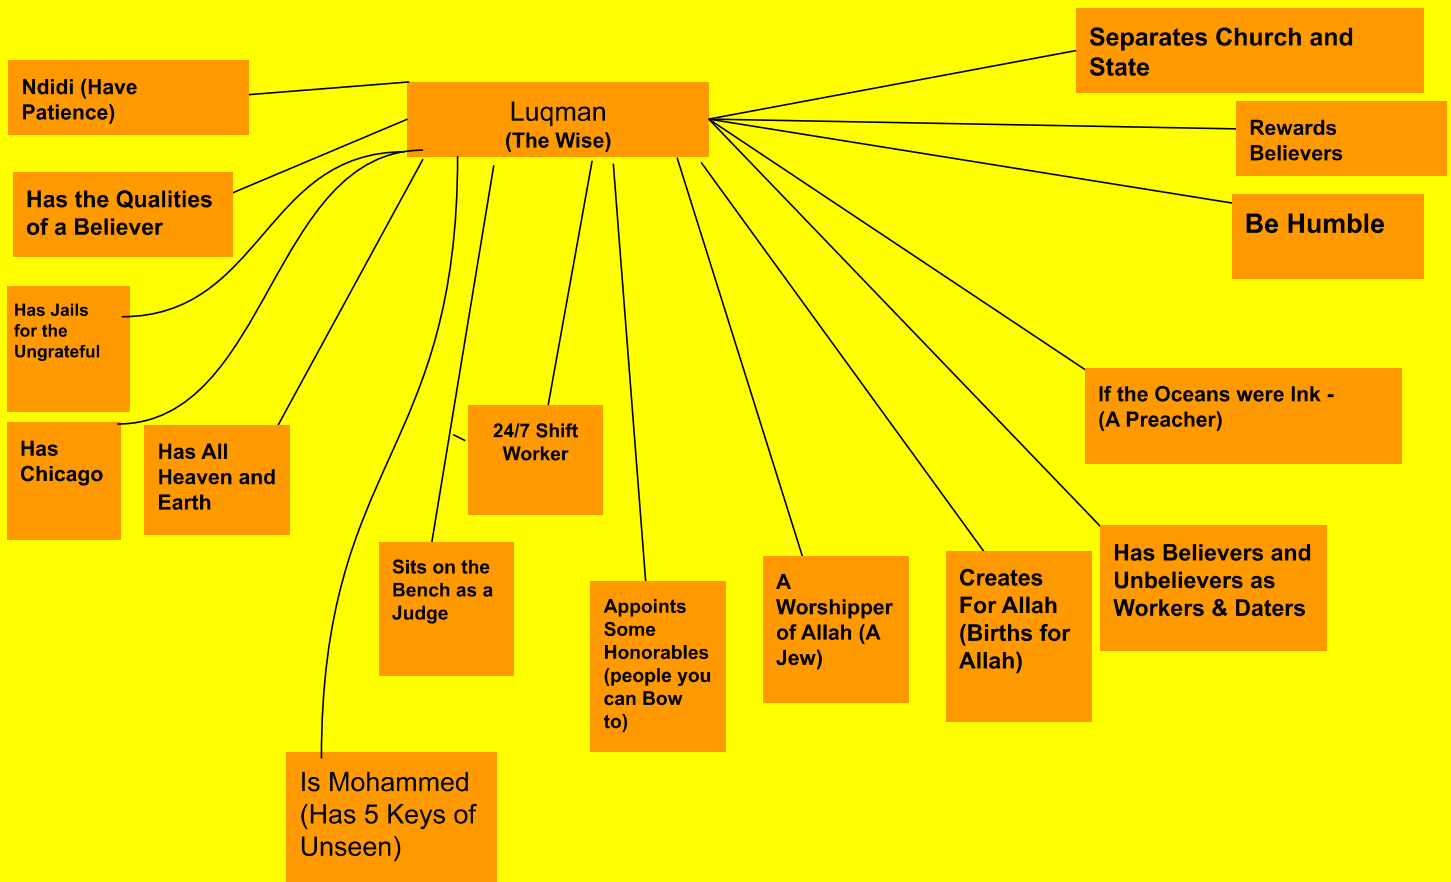 Luqman
(The Wise)
Ndidi (Have
Patience)
Has the Qualities
of a Believer
Has Jails
for the
Ungrateful
Has
Chicago
Has All
Heaven and
Earth
Is Mohammed
(Has 5 Keys of
Unseen)
Sits on the
Bench as a
Judge
24/7 Shift
Worker
Appoints
Some
Honorables
(people you
can Bow
to)
A
Worshipper
of Allah (A
Jew)
Creates
For Allah
(Births for
Allah)
Has Believers and
Unbelievers as
Workers & Daters
If the Oceans were Ink -
(A Preacher)
Be Humble
Rewards
Believers
Separates Church and
State